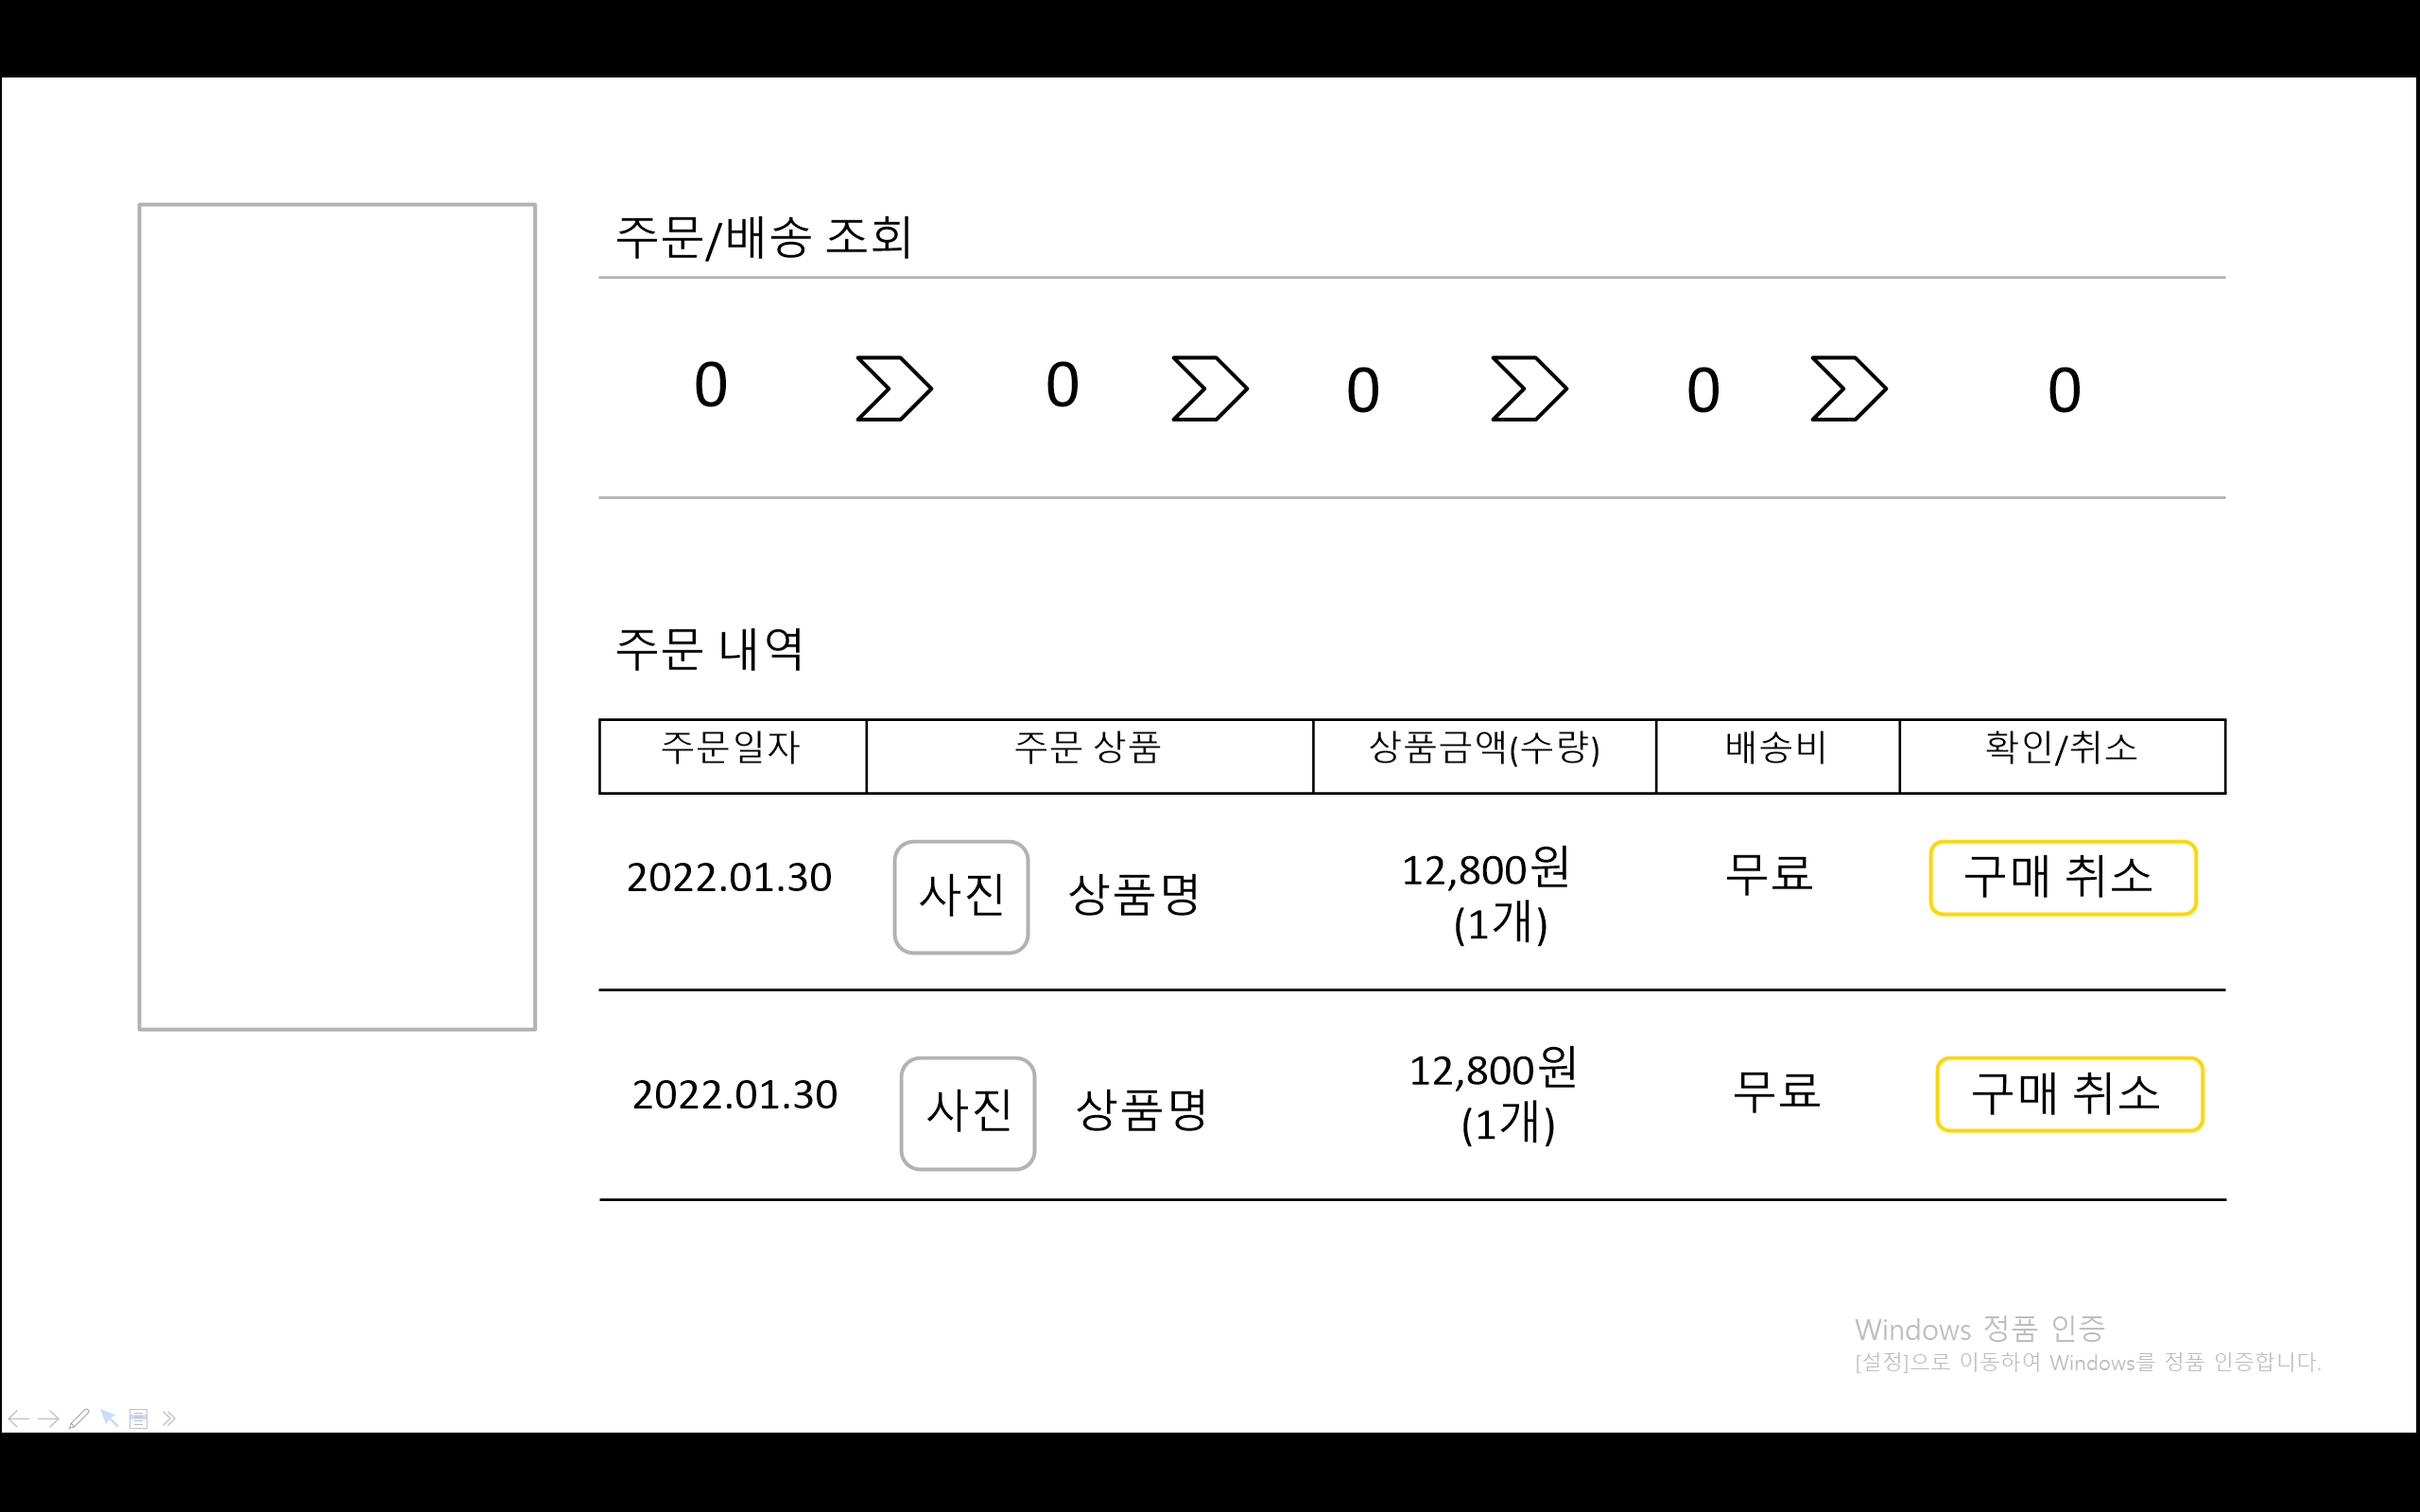 주문/배송 조회
0 0 0 0 0
주문 내역
주문일자 주문 상품 상품금액(수량) 배송비 확인/취소
2022.01.30 사진 상품명 12,800원 무료 구매 취소
(1개)
2022.01.30 사진 상품명 12,800원 무료 구매 취소
(1개)
Windows 정품 인증
[설정]으로 이동하여 Windows를 정품 인증합니다.